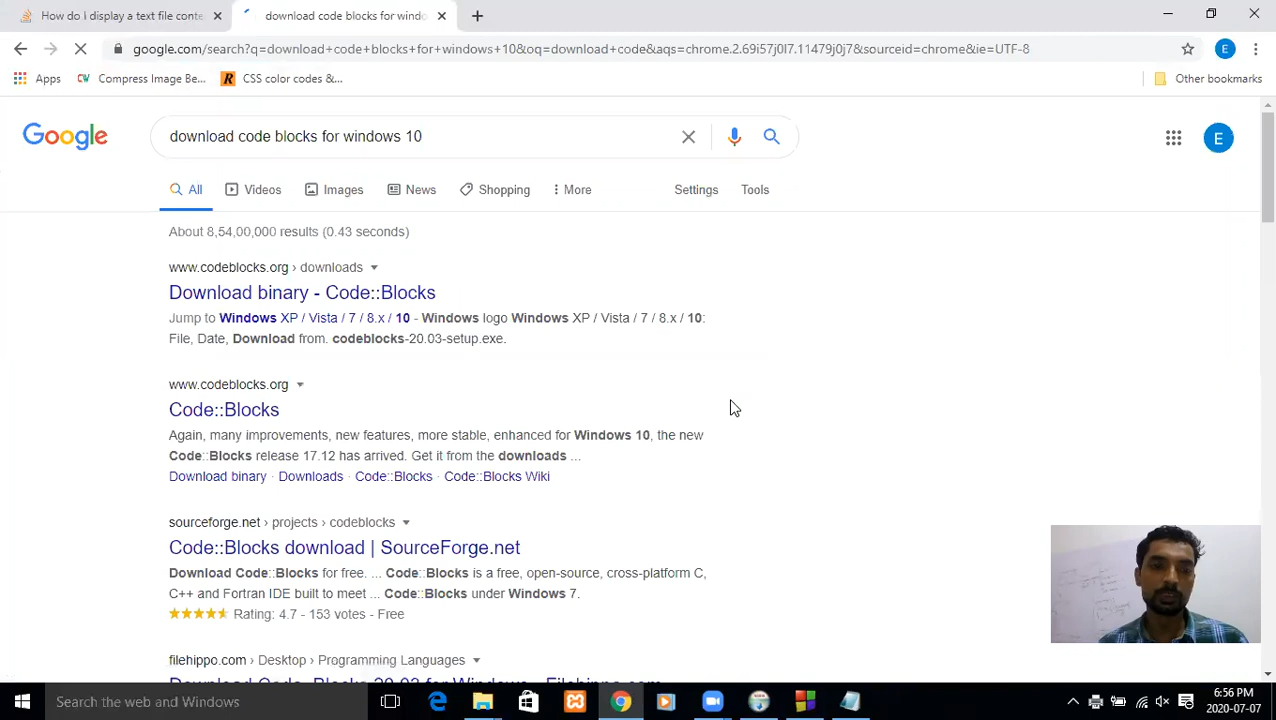 How do I display a text file conte
download code blocks for windo
google.com/search?q=download+code+blocks+for+windows+10&oq=download+code&aqs=chrome.2.69i57j0l7.11479j0j7&sourceid=chrome&ie=UTF-8
E
Apps
CW Compress Image Be...
R CSS color codes &...
Other bookmarks
Google
download code blocks for windows 10
E
All
Videos
Images
News
Shopping
More
Settings
Tools
About 8,54,00,000 results (0.43 seconds)
www.codeblocks.org › downloads
Download binary - Code::Blocks
Jump to Windows XP / Vista / 7 / 8.x / 10 - Windows logo Windows XP / Vista / 7 / 8.x / 10:
File, Date, Download from. codeblocks-20.03-setup.exe.
www.codeblocks.org
Code::Blocks
Again, many improvements, new features, more stable, enhanced for Windows 10, the new
Code::Blocks release 17.12 has arrived. Get it from the downloads ...
Download binary · Downloads · Code::Blocks · Code::Blocks Wiki
sourceforge.net › projects › codeblocks
Code::Blocks download | SourceForge.net
Download Code::Blocks for free. ... Code::Blocks is a free, open-source, cross-platform C,
C++ and Fortran IDE built to meet ... Code::Blocks under Windows 7.
Rating: 4.7 - 153 votes - Free
filehippo.com › Desktop › Programming Languages
Download Code::Blocks 20.03 for Windows - Filehippo.com
Search the web and Windows
6:56 PM
2020-07-07